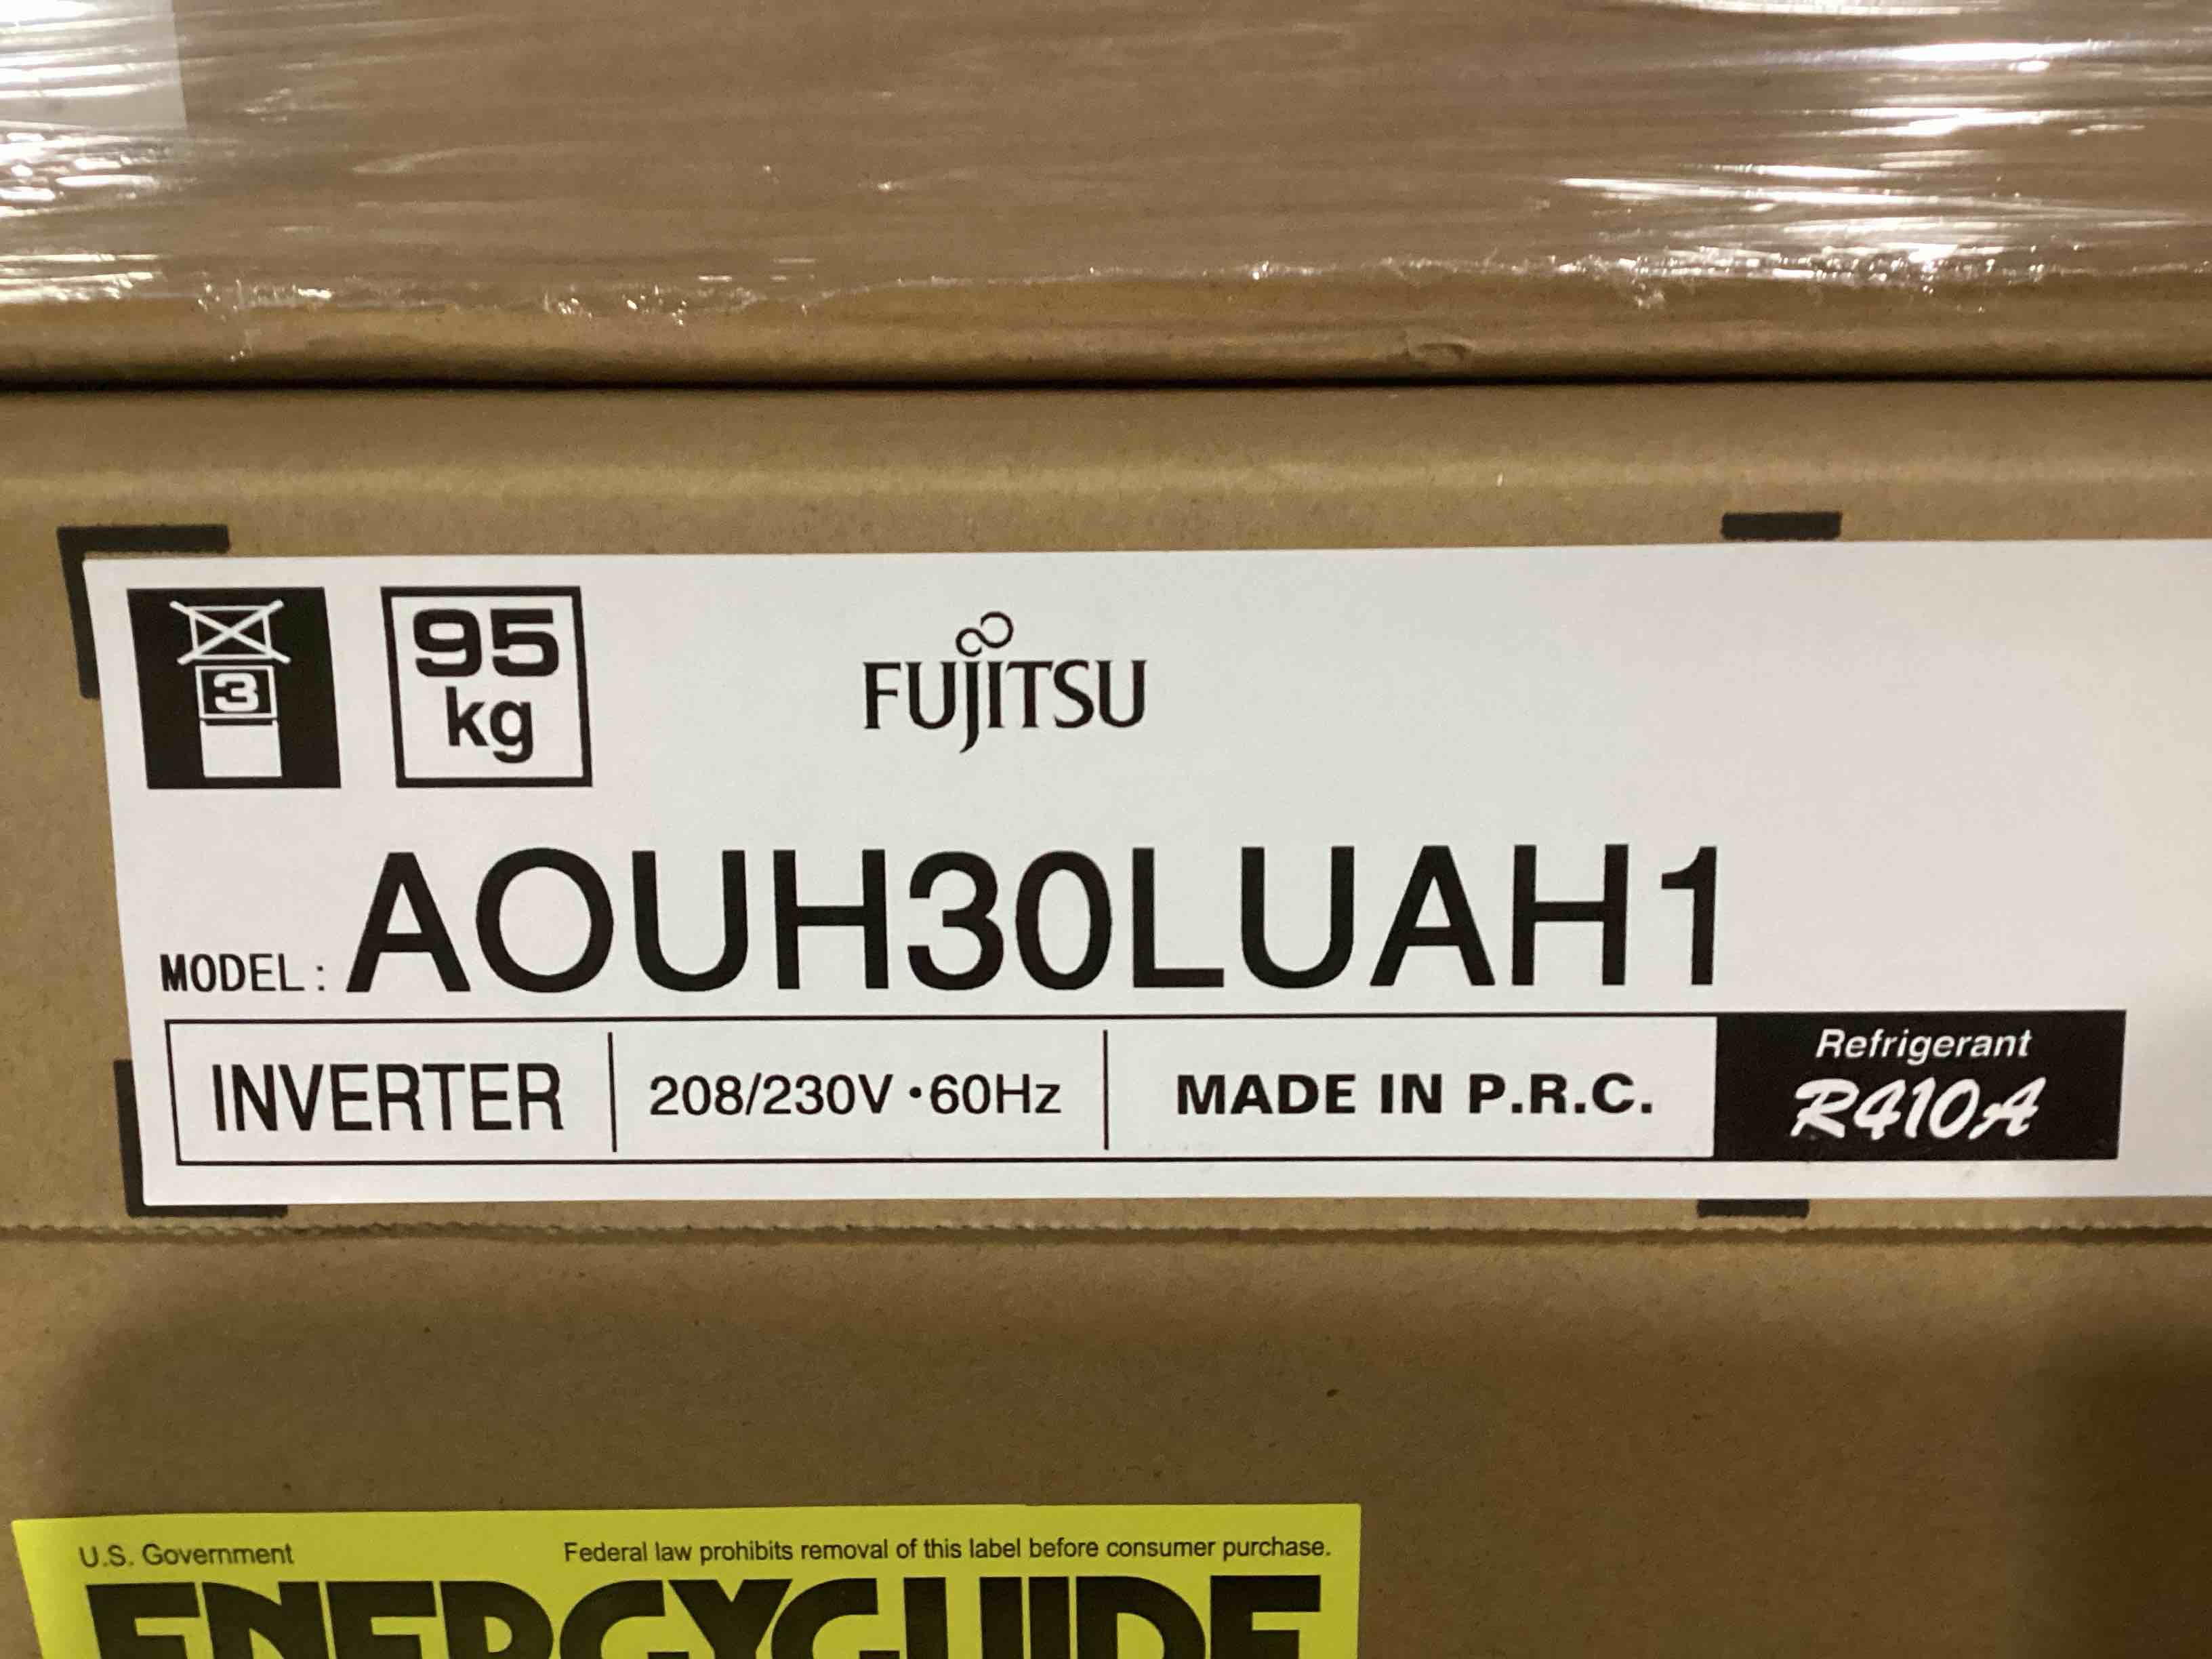 3
95
kg
FUJITSU
MODEL: AOUH30LUAH1
INVERTER
208/230V・60Hz
MADE IN P.R.C.
Refrigerant
R410A
U.S. Government
Federal law prohibits removal of this label before consumer purchase.
ENERGYGUIDE